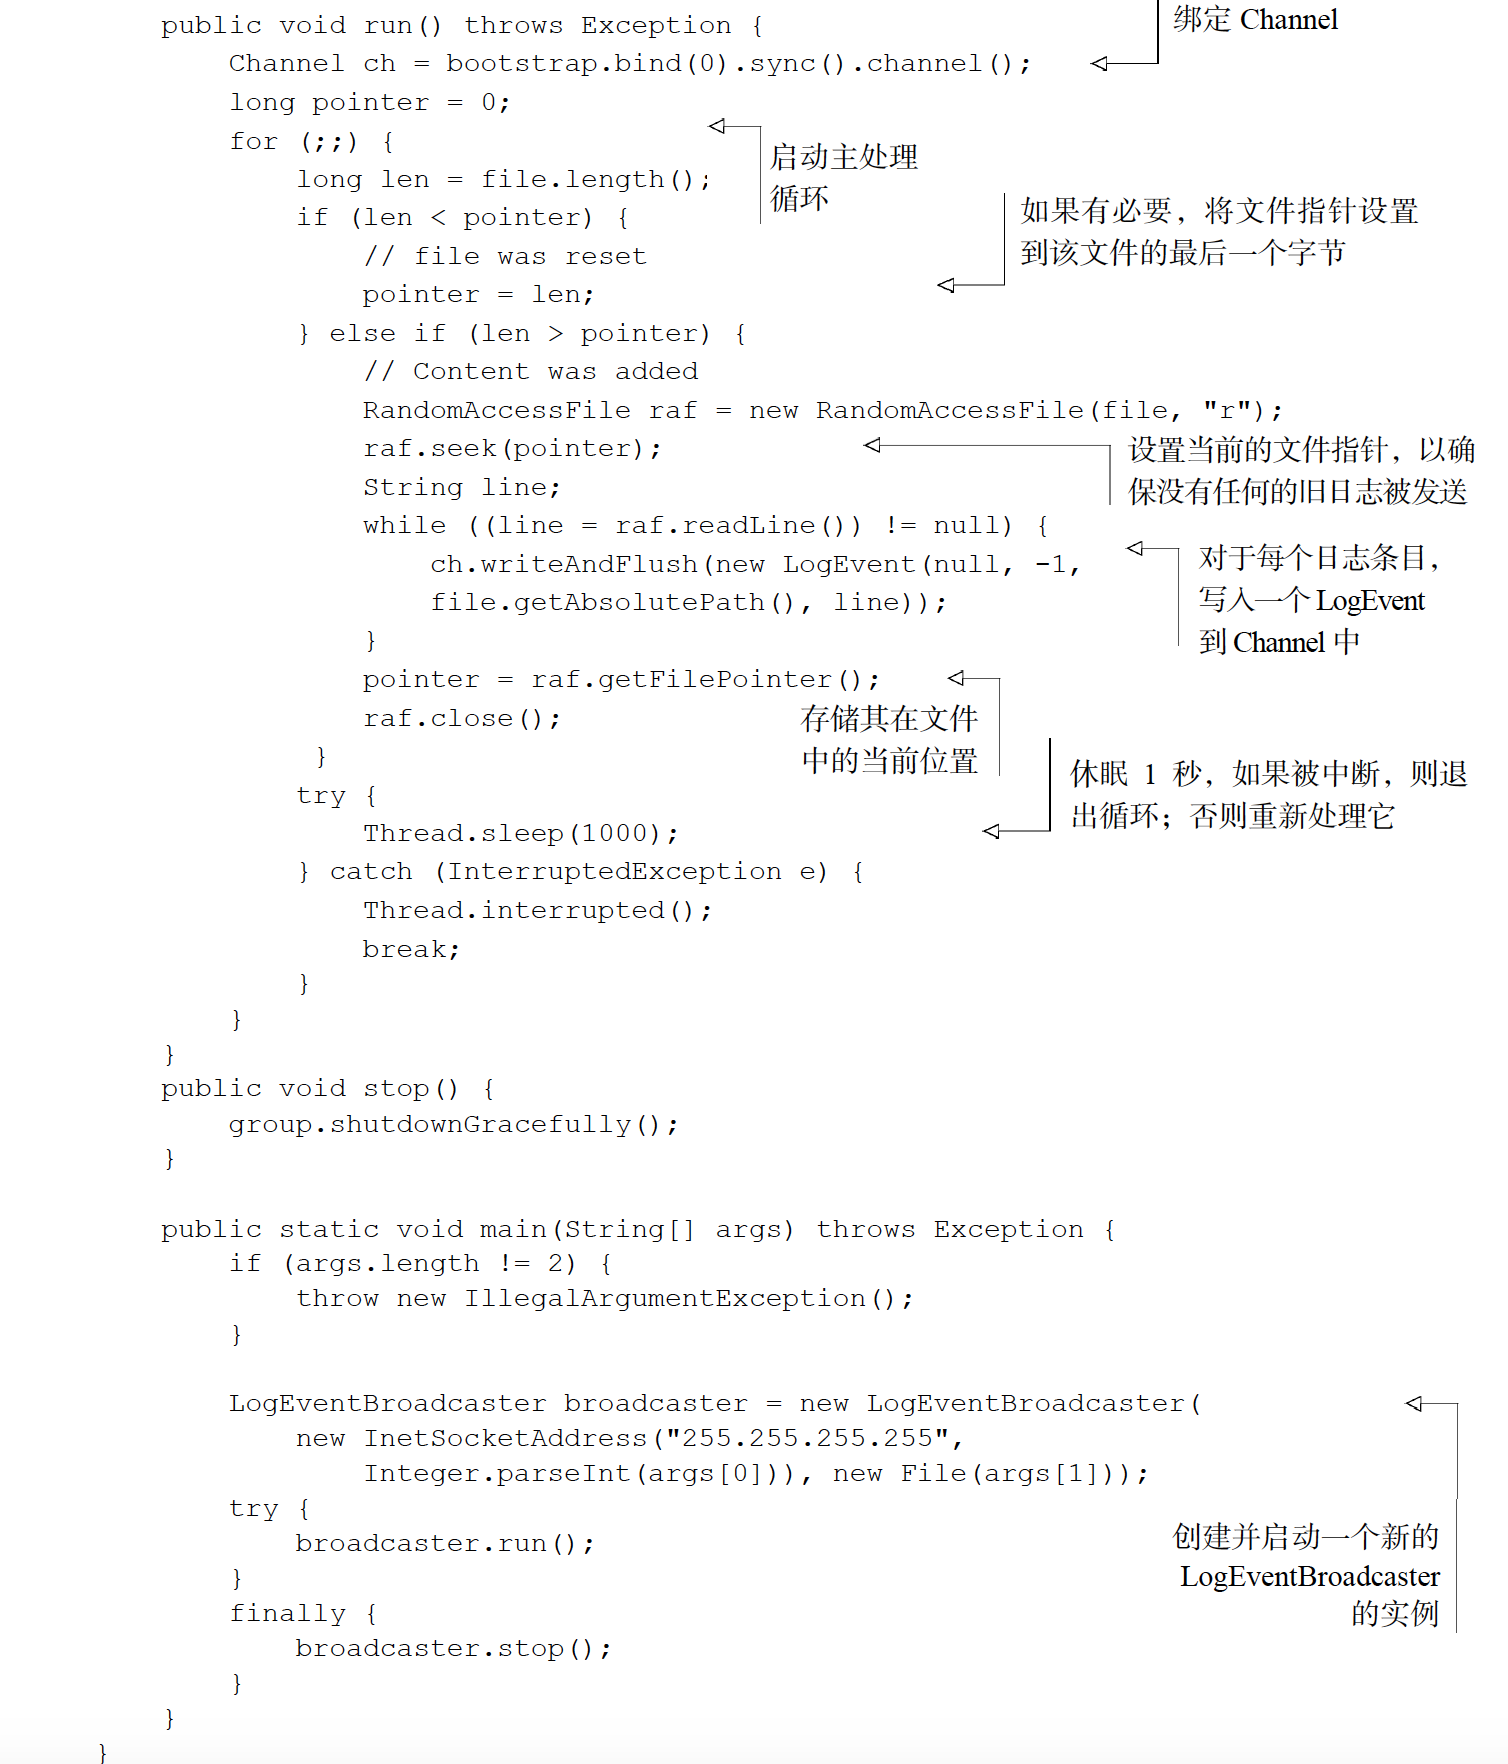 public void run() throws Exception {
绑定 Channel
Channel ch = bootstrap.bind(0).sync().channel();
long pointer = 0;
for (;;) {
启动主处理
循环
long len = file.length();
if (len < pointer) {
如果有必要，将文件指针设置
到该文件的最后一个字节
// file was reset
pointer = len;
} else if (len > pointer) {
// Content was added
RandomAccessFile raf = new RandomAccessFile(file, "r");
raf.seek(pointer);
设置当前的文件指针，以确
保没有任何的旧日志被发送
String line;
while ((line = raf.readLine()) != null) {
ch.writeAndFlush(new LogEvent(null, -1,
file.getAbsolutePath(), line));
对于每个日志条目，
写入一个 LogEvent
到 Channel 中
}
pointer = raf.getFilePointer();
raf.close();
存储其在文件
中的当前位置
}
try {
Thread.sleep(1000);
休眠 1 秒，如果被中断，则退
出循环；否则重新处理它
} catch (InterruptedException e) {
Thread.interrupted();
break;
}
}
}
public void stop() {
group.shutdownGracefully();
}
public static void main(String[] args) throws Exception {
if (args.length != 2) {
throw new IllegalArgumentException();
}
LogEventBroadcaster broadcaster = new LogEventBroadcaster(
new InetSocketAddress("255.255.255.255",
Integer.parseInt(args[0])), new File(args[1]));
try {
broadcaster.run();
创建并启动一个新的
LogEventBroadcaster
的实例
}
finally {
broadcaster.stop();
}
}
}